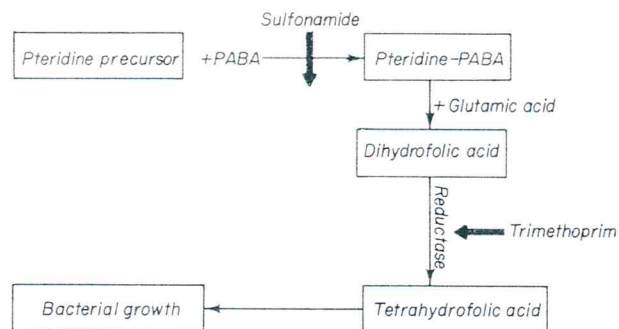 Sulfonamide
Pteridine precursor +PABA Pteridine-PABA
+ Glutamic acid
Dihydrofolic acid
Reductase
Trimethoprim
Bacterial growth Tetrahydrofolic acid